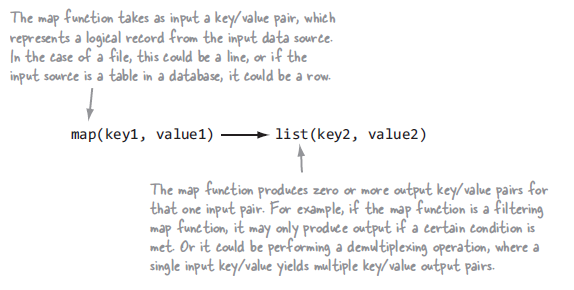 The map function takes as input a key/value pair, which
represents a logical record from the input data source.
In the case of a file, this could be a line, or if the
input source is a table in a database, it could be a row.
map(key1, value1) ⟶ list(key2, value2)
The map function produces zero or more output key/value pairs for
that one input pair. For example, if the map function is a filtering
map function, it may only produce output if a certain condition is
met. Or it could be performing a demultiplexing operation, where a
single input key/value yields multiple key/value output pairs.